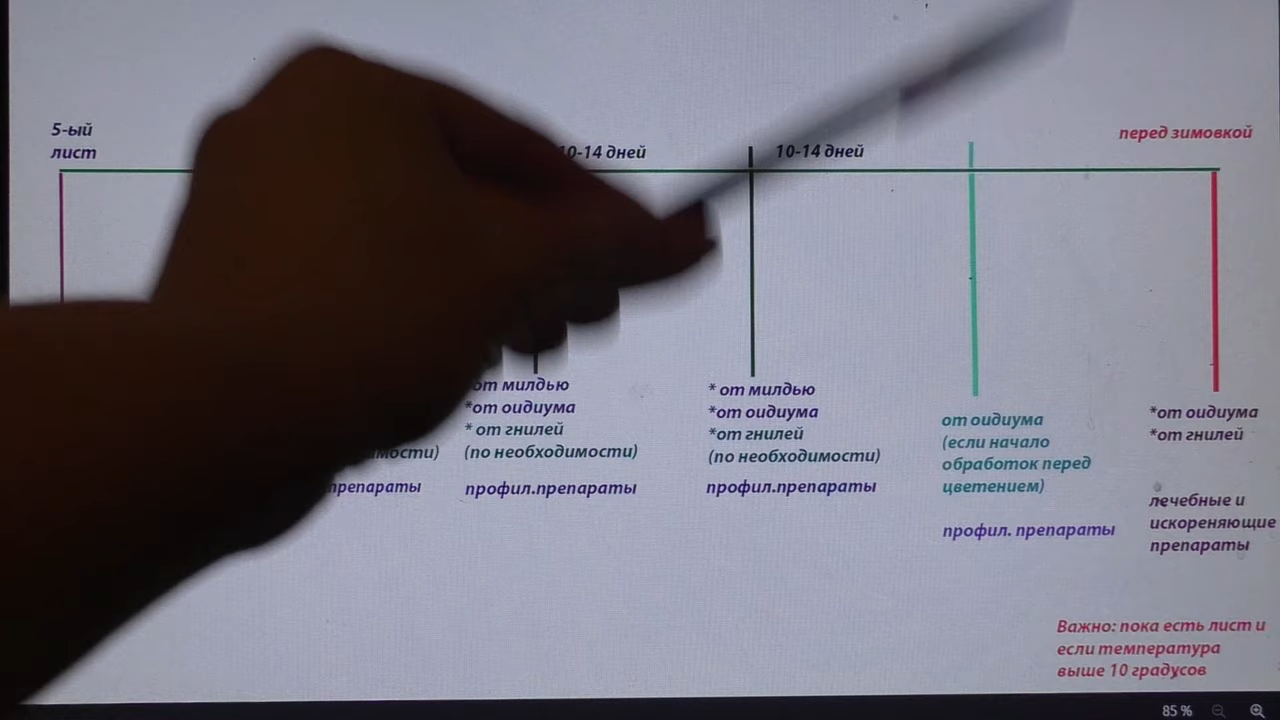 5-ый
лист
10-14 дней
10-14 дней
перед зимовкой
препараты
*от милдью
*от оидиума
* от гнилей
(по необходимости)
профил.препараты
* от милдью
*от оидиума
*от гнилей
(по необходимости)
профил.препараты
от оидиума
(если начало
обработок перед
цветением)
профил. препараты
*от оидиума
*от гнилей
лечебные и
искореняющие
препараты
Важно: пока есть лист и
если температура
выше 10 градусов
85 %